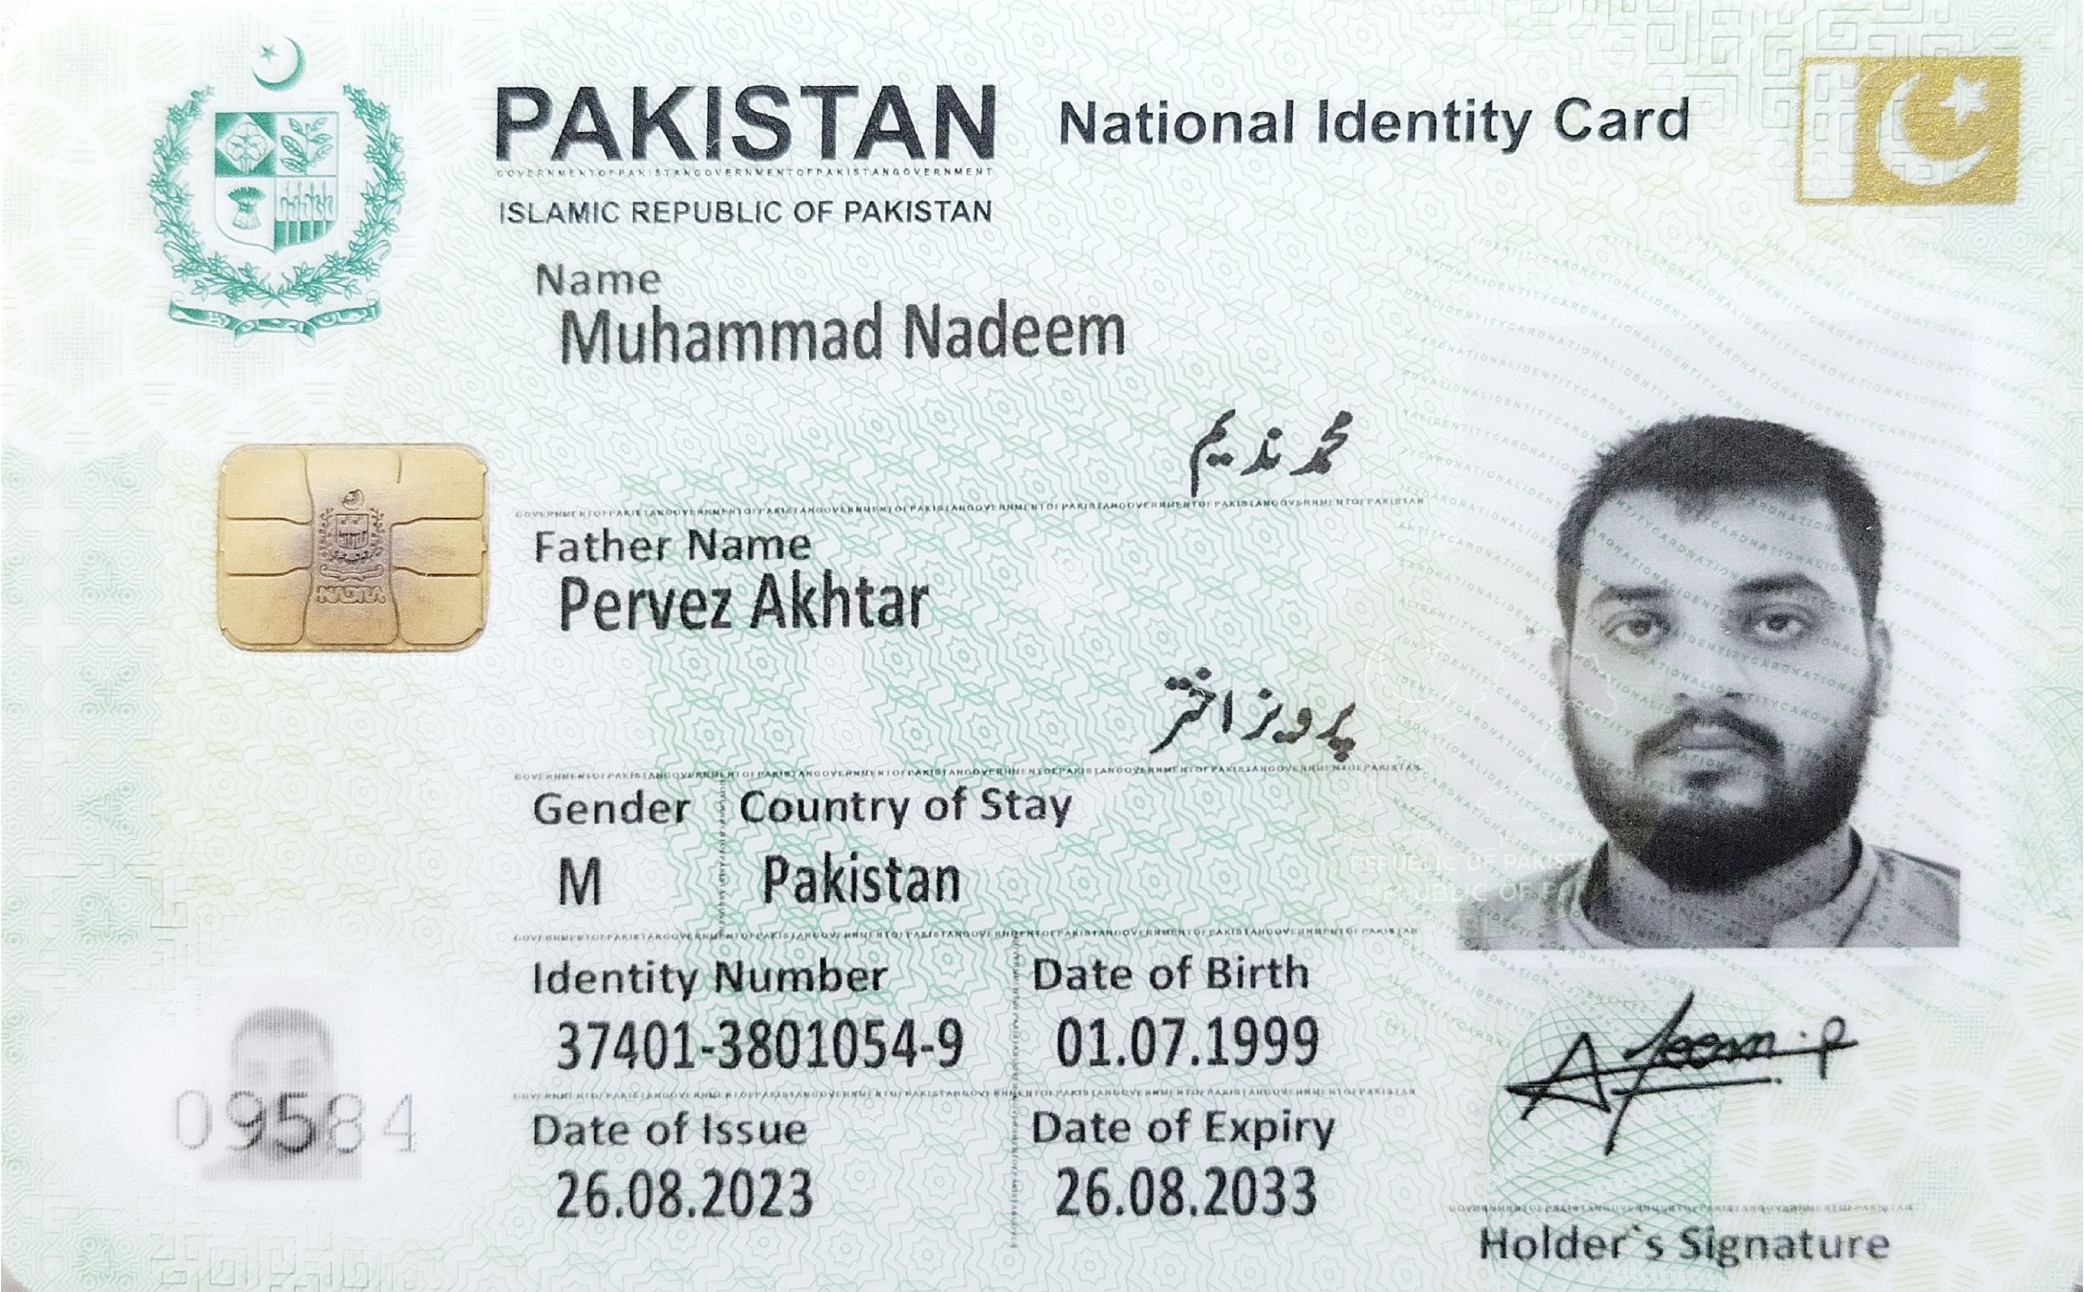 PAKISTAN National Identity Card
ISLAMIC REPUBLIC OF PAKISTAN
Name
Muhammad Nadeem
محمد ندیم
Father Name
Pervez Akhtar
پرویز اختر
Gender Country of Stay
M Pakistan
Identity Number Date of Birth
37401-3801054-9 01.07.1999
Date of Issue Date of Expiry
26.08.2023 26.08.2033
09584
Holder`s Signature